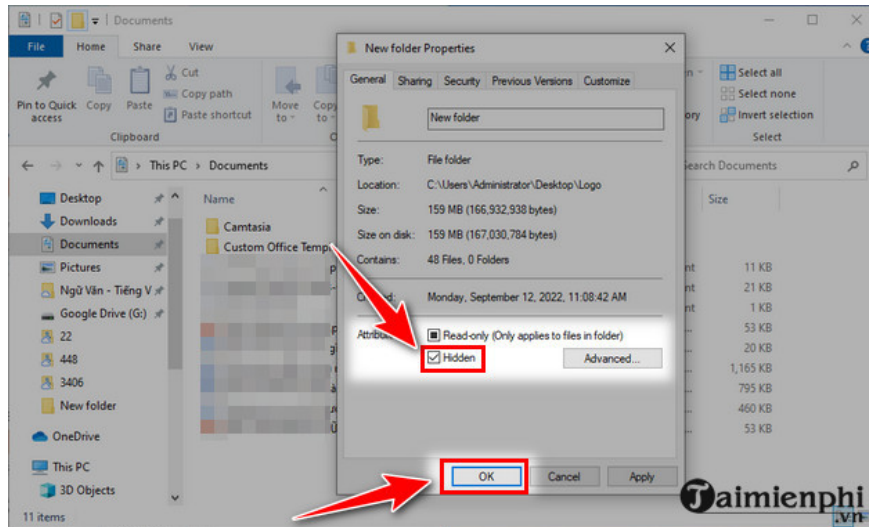 Documents
File Home Share View
Pin to Quick access
Copy
Paste
Cut
Copy path
Paste shortcut
Clipboard
Move to
Copy to
Select all
Select none
Invert selection
Select
This PC > Documents
Search Documents
Desktop
Downloads
Documents
Pictures
Ngữ Văn - Tiếng V
Google Drive (G:)
22
448
3406
New folder
OneDrive
This PC
3D Objects
11 items
Name
Camtasia
Custom Office Temp
Size
11 KB
21 KB
1 KB
53 KB
20 KB
1,165 KB
795 KB
460 KB
53 KB
New folder Properties
General Sharing Security Previous Versions Customize
New folder
Type: File folder
Location: C:\Users\Administrator\Desktop\Logo
Size: 159 MB (166,932,938 bytes)
Size on disk: 159 MB (167,030,784 bytes)
Contains: 48 Files, 0 Folders
Monday, September 12, 2022, 11:08:42 AM
Read-only (Only applies to files in folder)
Hidden
Advanced...
OK Cancel Apply
Taimienphi
.vn